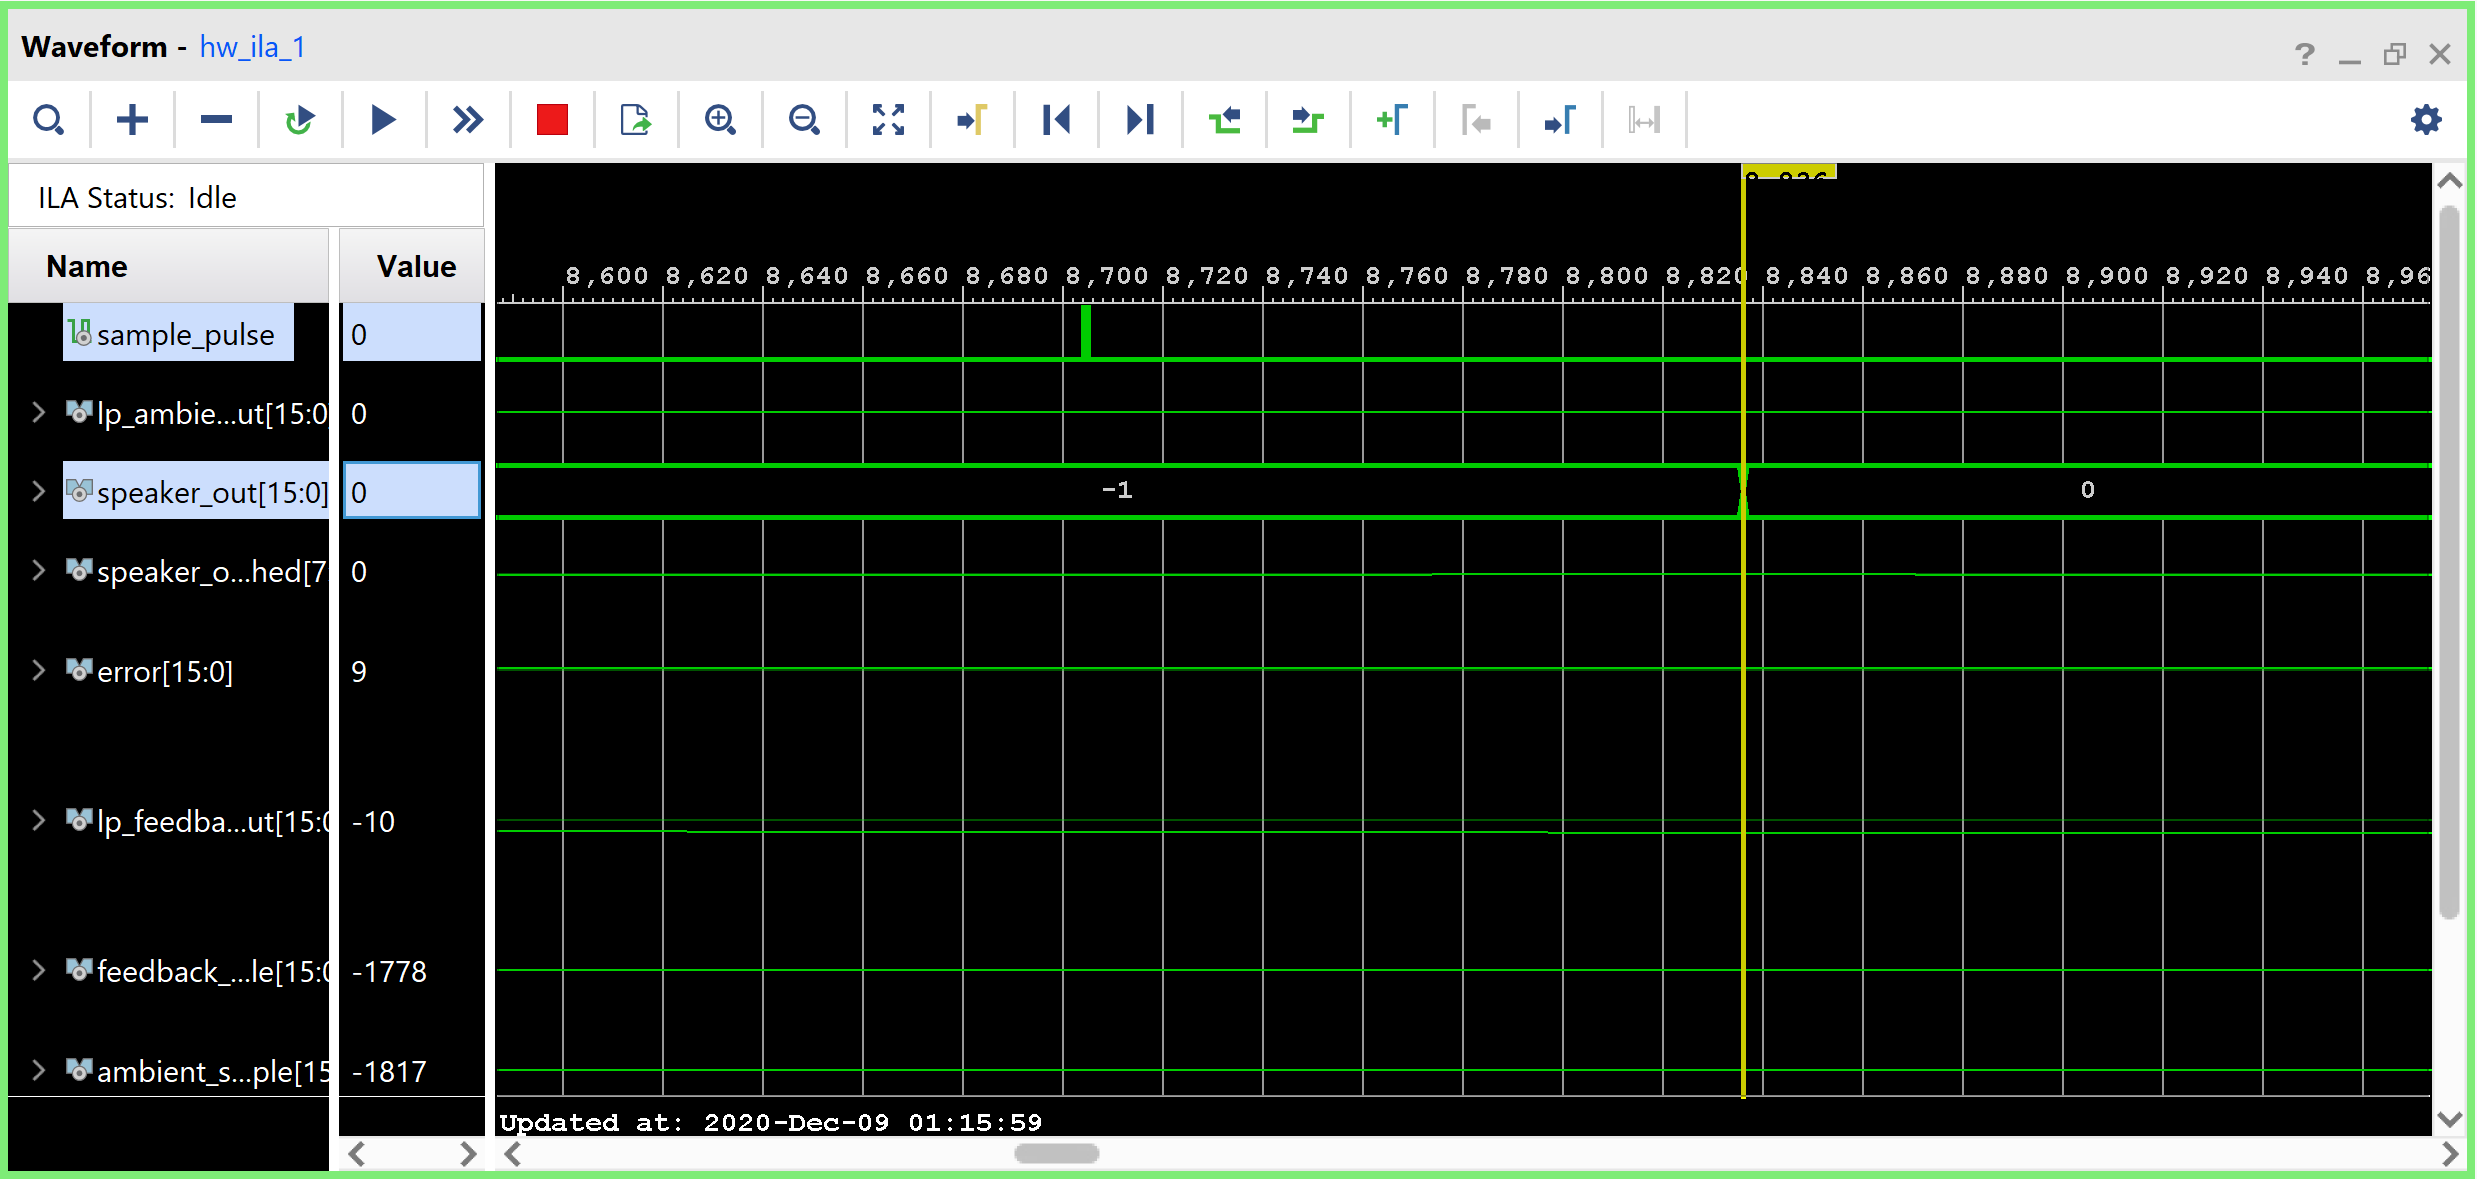 Waveform - hw_ila_1
ILA Status: Idle
Name Value
8,600 8,620 8,640 8,660 8,680 8,700 8,720 8,740 8,760 8,780 8,800 8,820 8,840 8,860 8,880 8,900 8,920 8,940 8,96
sample_pulse 0
lp_ambie...ut[15:0] 0
speaker_out[15:0] 0 -1 0
speaker_o...hed[7 0
error[15:0] 9
lp_feedba...ut[15:0 -10
feedback_...le[15:0 -1778
ambient_s...ple[15 -1817
Updated at: 2020-Dec-09 01:15:59